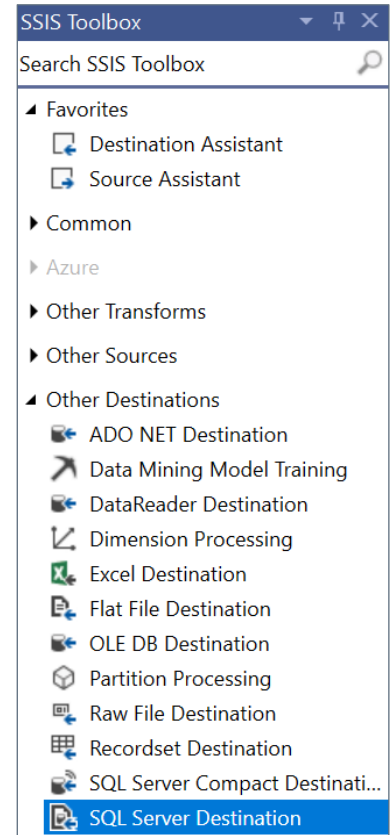 SSIS Toolbox
Search SSIS Toolbox
Favorites
Destination Assistant
Source Assistant
Common
Azure
Other Transforms
Other Sources
Other Destinations
ADO NET Destination
Data Mining Model Training
DataReader Destination
Dimension Processing
Excel Destination
Flat File Destination
OLE DB Destination
Partition Processing
Raw File Destination
Recordset Destination
SQL Server Compact Destinati...
SQL Server Destination